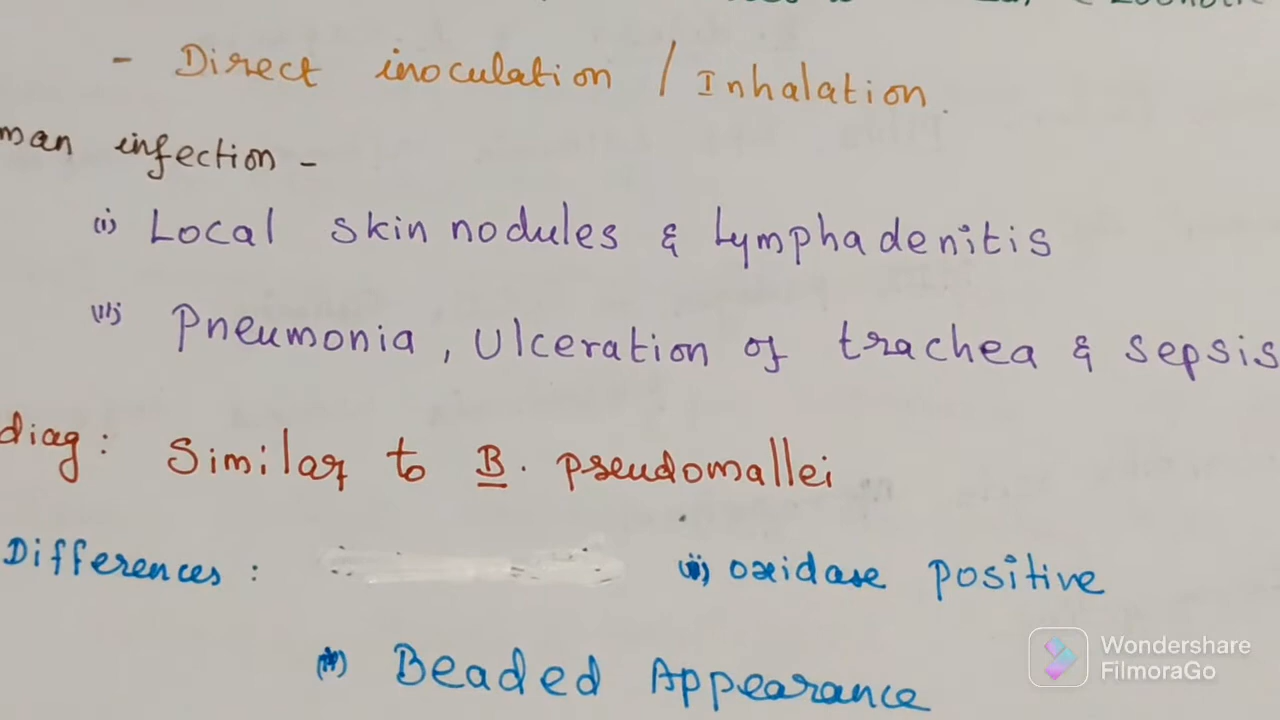 - Direct inoculation / Inhalation.
man infection -
(i) Local skin nodules & Lymphadenitis
(ii) Pneumonia, Ulceration of trachea & sepsis
diag: Similar to B. pseudomallei
Differences: (ii) oxidase positive
Beaded Appearance
Wondershare
FilmoraGo